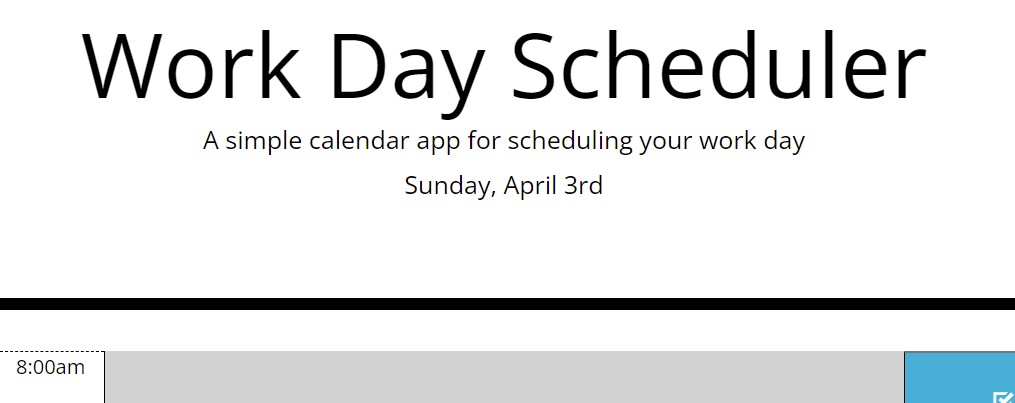 Work Day Scheduler
A simple calendar app for scheduling your work day
Sunday, April 3rd
8:00am